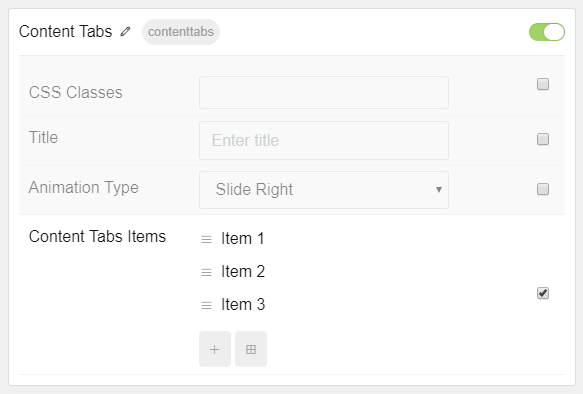 Content Tabs contenttabs
CSS Classes
Title Enter title
Animation Type Slide Right
Content Tabs Items Item 1
Item 2
Item 3